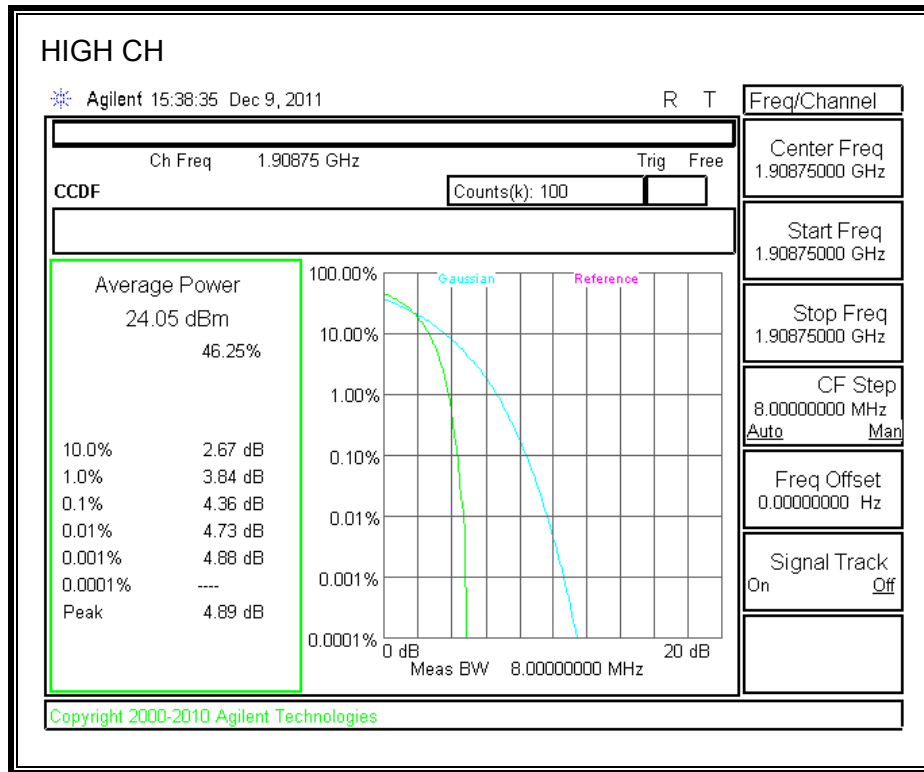 HIGH CH
Agilent 15:38:35 Dec 9, 2011 R T
Ch Freq 1.90875 GHz Trig Free
CCDF Counts(k): 100
Average Power
24.05 dBm
46.25%
10.0% 2.67 dB
1.0% 3.84 dB
0.1% 4.36 dB
0.01% 4.73 dB
0.001% 4.88 dB
0.0001% ----
Peak 4.89 dB
Gaussian Reference
100.00%
10.00%
1.00%
0.10%
0.01%
0.001%
0.0001%
0 dB 20 dB
Meas BW 8.00000000 MHz
Freq/Channel
Center Freq
1.90875000 GHz
Start Freq
1.90875000 GHz
Stop Freq
1.90875000 GHz
CF Step
8.00000000 MHz
Auto Man
Freq Offset
0.00000000 Hz
Signal Track
On Off
Copyright 2000-2010 Agilent Technologies